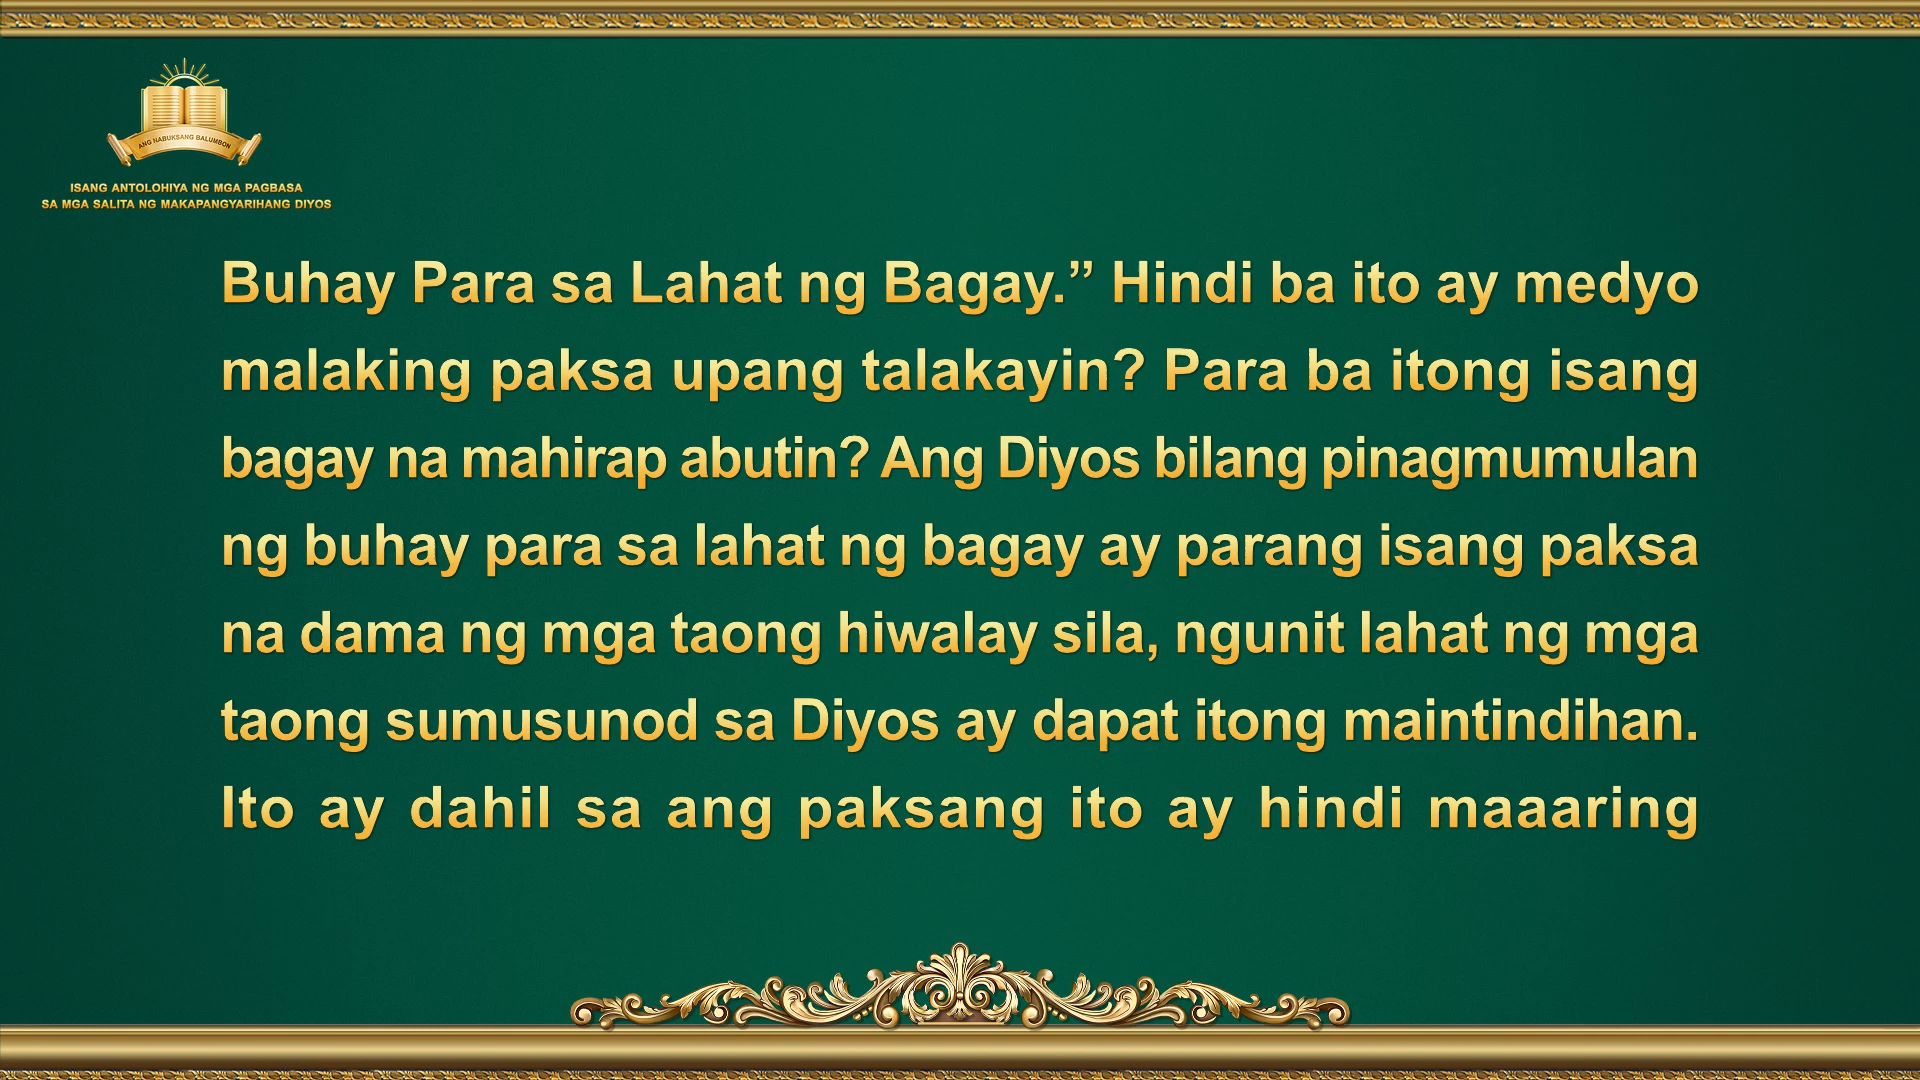 ANG NABUKSANG BALUMBON
ISANG ANTOLOHIYA NG MGA PAGBASA
SA MGA SALITA NG MAKAPANGYARIHANG DIYOS
Buhay Para sa Lahat ng Bagay.” Hindi ba ito ay medyo
malaking paksa upang talakayin? Para ba itong isang
bagay na mahirap abutin? Ang Diyos bilang pinagmumulan
ng buhay para sa lahat ng bagay ay parang isang paksa
na dama ng mga taong hiwalay sila, ngunit lahat ng mga
taong sumusunod sa Diyos ay dapat itong maintindihan.
Ito ay dahil sa ang paksang ito ay hindi maaaring